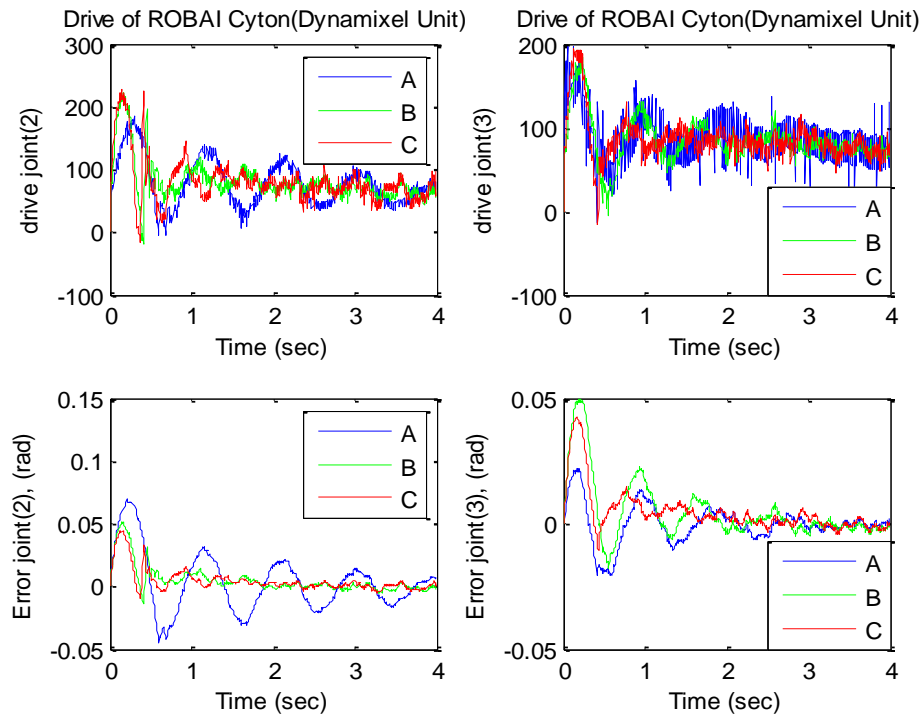 Drive of ROBAI Cyton(Dynamixel Unit)
300
200
100
0
-100
drive joint(2)
A
B
C
0 1 2 3 4
Time (sec)
Drive of ROBAI Cyton(Dynamixel Unit)
200
100
0
-100
drive joint(3)
A
B
C
0 1 2 3 4
Time (sec)
0.15
0.1
0.05
0
-0.05
Error joint(2), (rad)
A
B
C
0 1 2 3 4
Time (sec)
0.05
0
-0.05
Error joint(3), (rad)
A
B
C
0 1 2 3 4
Time (sec)